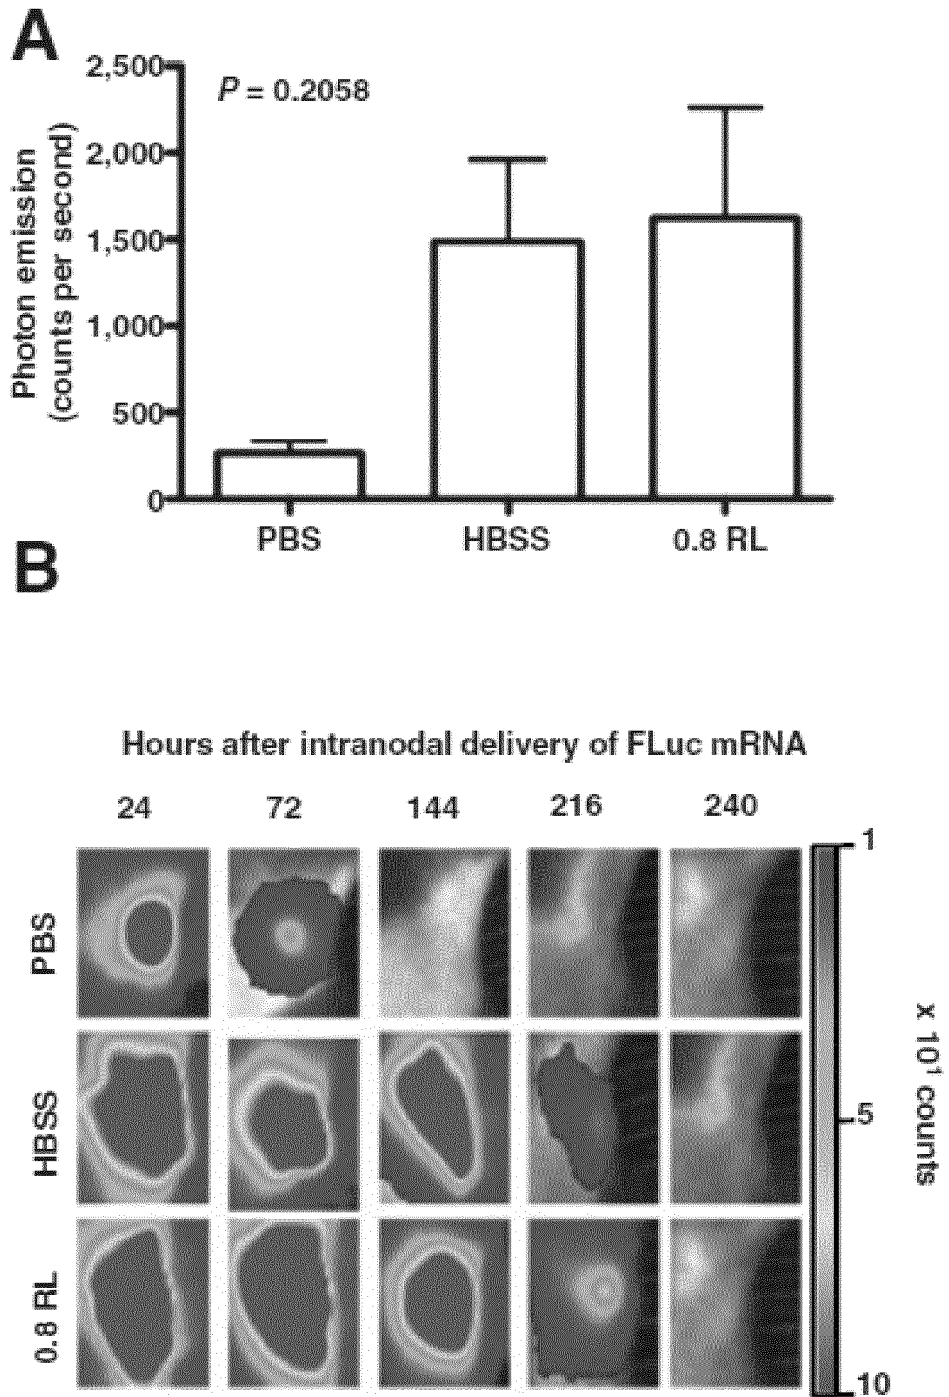 A
2,500
P = 0.2058
2,000
1,500
1,000
500
0
Photon emission
(counts per second)
PBS
HBSS
0.8 RL
B
Hours after intranodal delivery of FLuc mRNA
24
72
144
216
240
PBS
HBSS
0.8 RL
1
5
10
x 10¹ counts